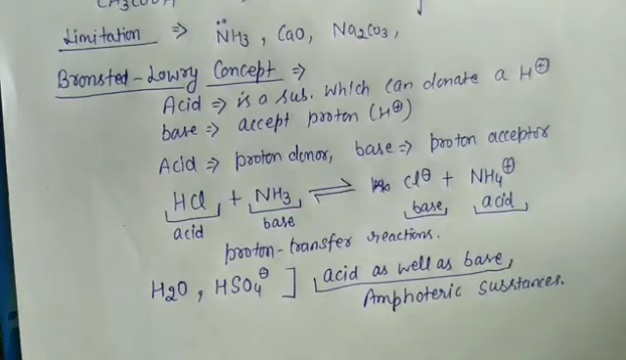 CH3COOH
Limitation ⇒ N̈H3, CaO, Na2CO3,
Bronsted-Lowry Concept ⇒
Acid ⇒ is a sub. which can donate a H⊕
base ⇒ accept proton (H⊕)
Acid ⇒ proton donor, base ⇒ proton acceptor
HCl + NH3 ⇌ Cl⊖ + NH4⊕
acid base base, acid
proton-transfer reactions.
H2O, HSO4⊖ ] acid as well as base,
Amphoteric Susstances.